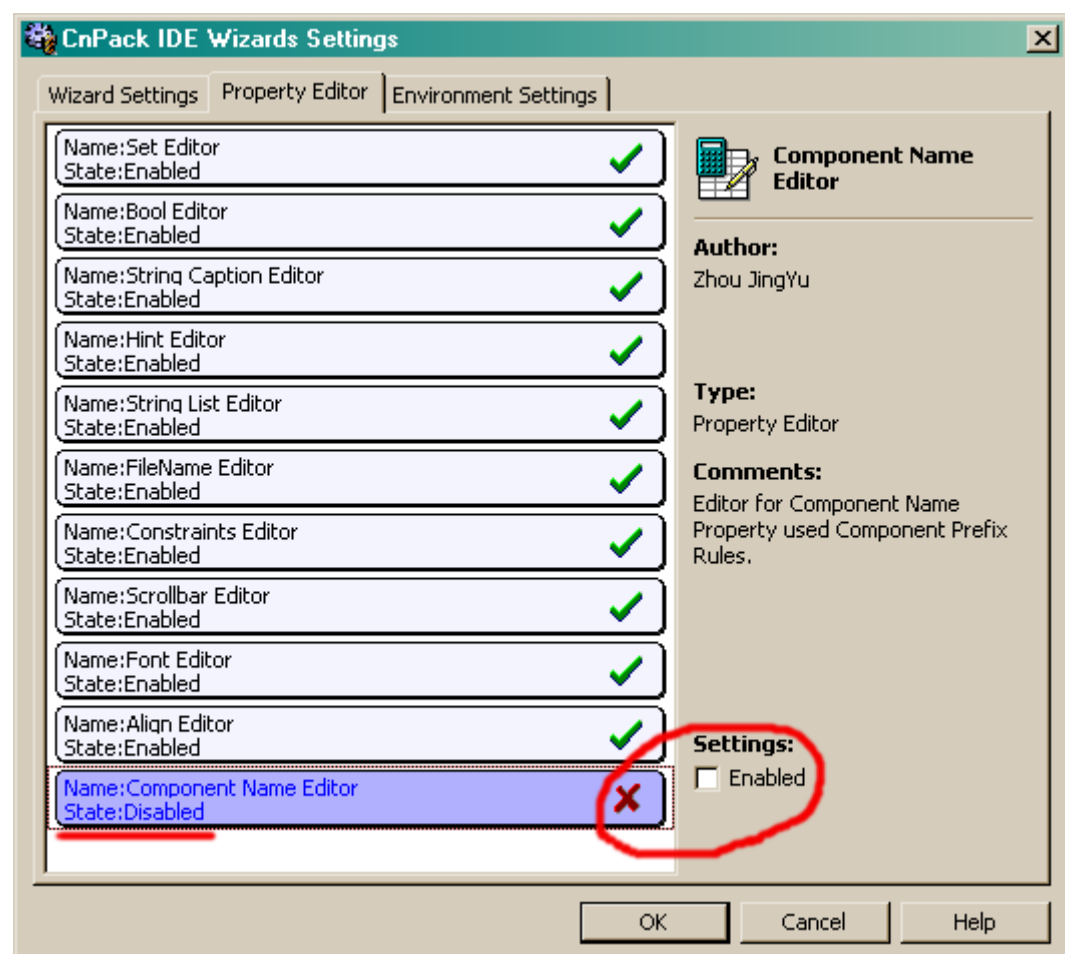 CnPack IDE Wizards Settings
Wizard Settings
Property Editor
Environment Settings
Name:Set Editor
State:Enabled
Name:Bool Editor
State:Enabled
Name:String Caption Editor
State:Enabled
Name:Hint Editor
State:Enabled
Name:String List Editor
State:Enabled
Name:FileName Editor
State:Enabled
Name:Constraints Editor
State:Enabled
Name:Scrollbar Editor
State:Enabled
Name:Font Editor
State:Enabled
Name:Align Editor
State:Enabled
Name:Component Name Editor
State:Disabled
Component Name
Editor
Author:
Zhou JingYu
Type:
Property Editor
Comments:
Editor for Component Name
Property used Component Prefix
Rules.
Settings:
Enabled
OK
Cancel
Help